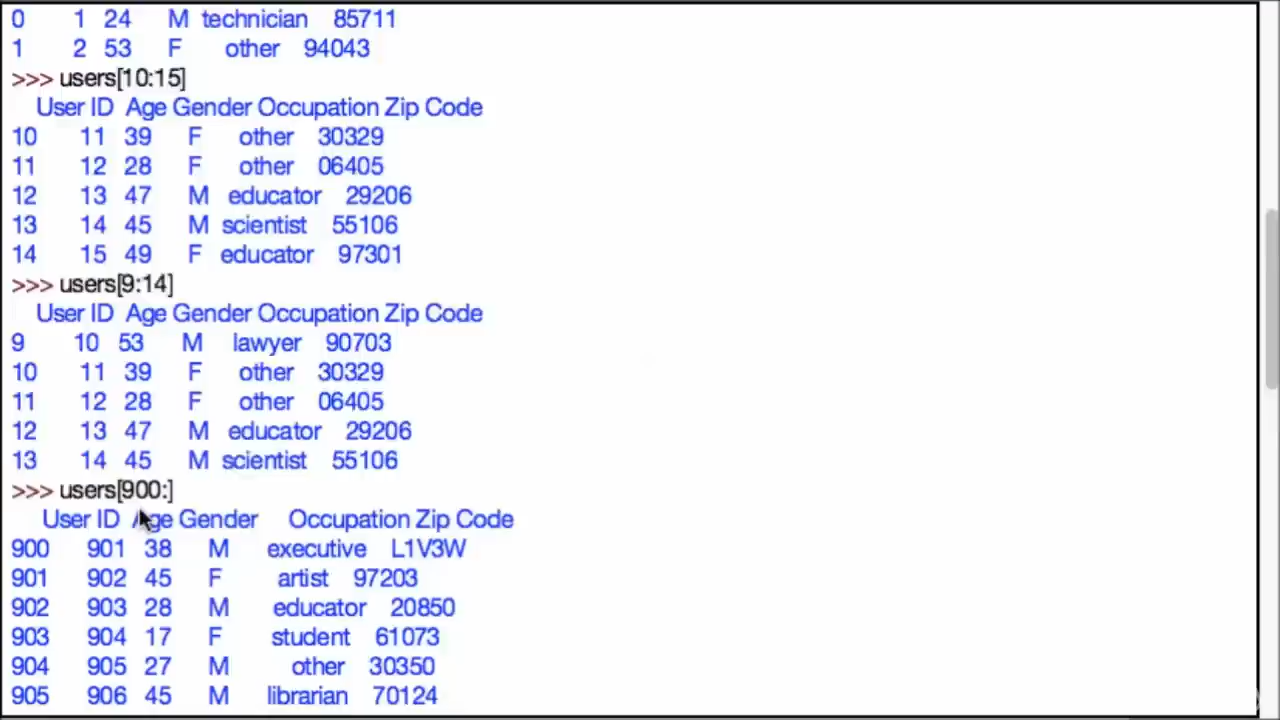 0 1 24 M technician 85711
1 2 53 F other 94043
>>> users[10:15]
User ID Age Gender Occupation Zip Code
10 11 39 F other 30329
11 12 28 F other 06405
12 13 47 M educator 29206
13 14 45 M scientist 55106
14 15 49 F educator 97301
>>> users[9:14]
User ID Age Gender Occupation Zip Code
9 10 53 M lawyer 90703
10 11 39 F other 30329
11 12 28 F other 06405
12 13 47 M educator 29206
13 14 45 M scientist 55106
>>> users[900:]
User ID Age Gender Occupation Zip Code
900 901 38 M executive L1V3W
901 902 45 F artist 97203
902 903 28 M educator 20850
903 904 17 F student 61073
904 905 27 M other 30350
905 906 45 M librarian 70124